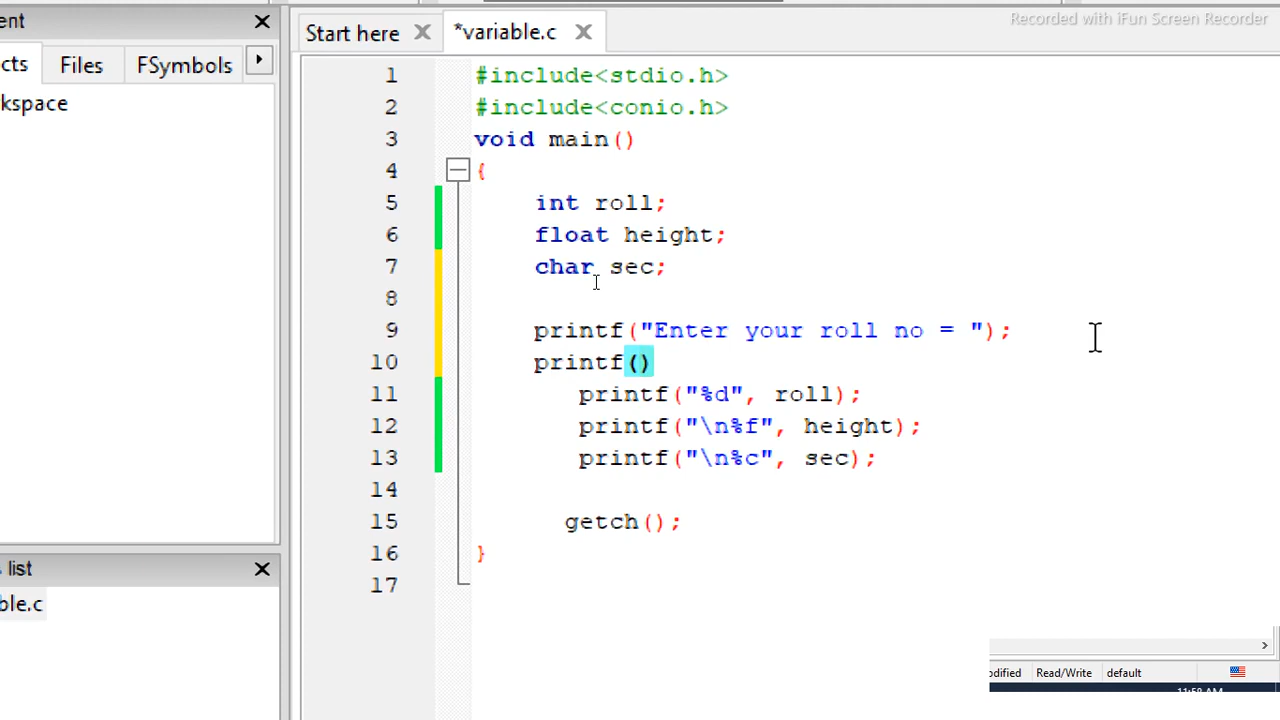 ent
Start here
*variable.c
Recorded with iFun Screen Recorder
cts
Files
FSymbols
kspace
1 #include<stdio.h>
2 #include<conio.h>
3 void main()
4 {
5 int roll;
6 float height;
7 char sec;
8
9 printf("Enter your roll no = ");
10 printf()
11 printf("%d", roll);
12 printf("\n%f", height);
13 printf("\n%c", sec);
14
15 getch();
16 }
17
list
ble.c
odified Read/Write default